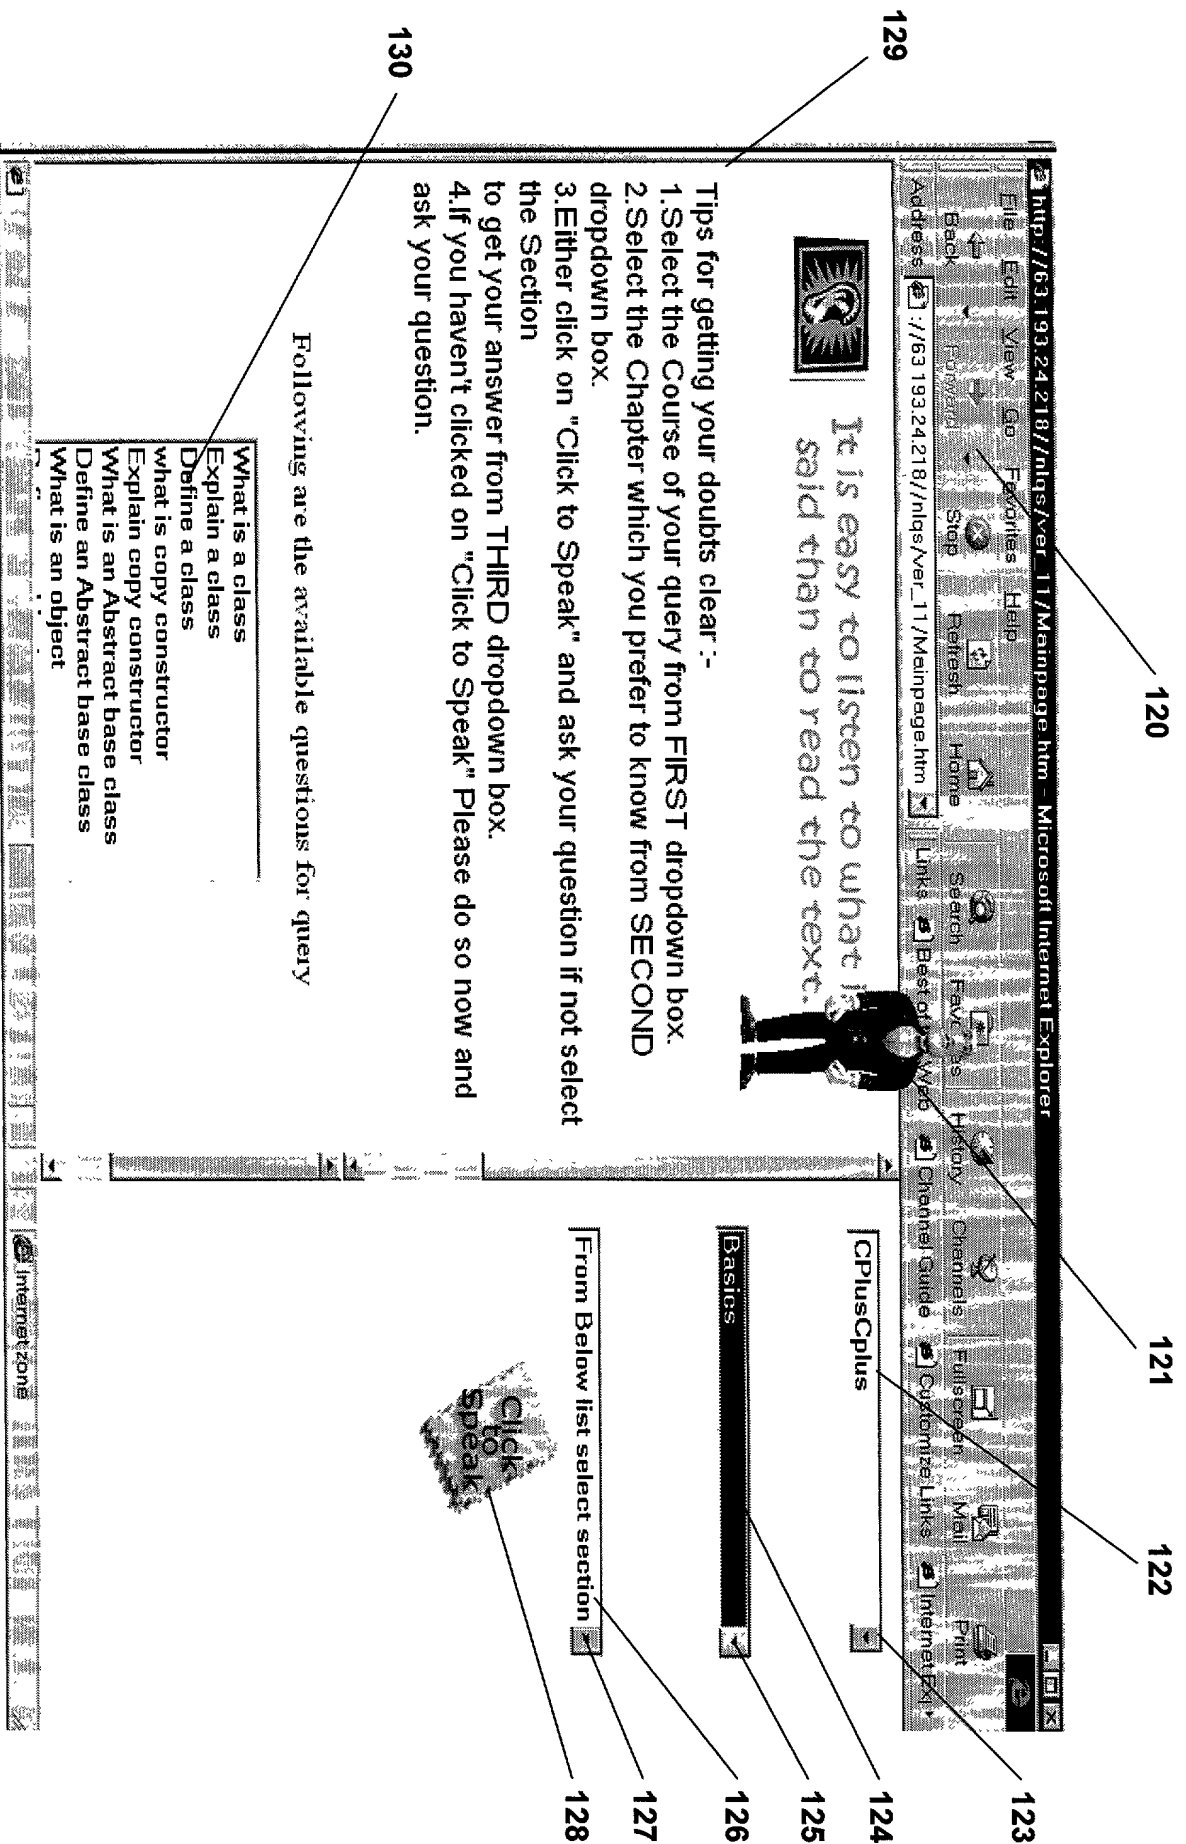 120
121
122
123
http://63.193.24.218//nlqs/ver_11/Mainpage.htm - Microsoft Internet Explorer
File Edit View Go Favorites Help
Back Forward Stop Refresh Home Search History Channels Fullscreen Mail Print
Address ://63 193.24.218//nlqs/ver_11/Mainpage.htm Links Best of Web Channel Guide Customize Links Internet Exl
129
It is easy to listen to what
said than to read the text.
Tips for getting your doubts clear :-
1.Select the Course of your query from FIRST dropdown box.
2.Select the Chapter which you prefer to know from SECOND
dropdown box.
3.Either click on "Click to Speak" and ask your question if not select
the Section
to get your answer from THIRD dropdown box.
4.If you haven't clicked on "Click to Speak" Please do so now and
ask your question.
CPlusCplus
Basics
From Below list select section
Click
to
Speak
124
125
126
127
128
130
Following are the available questions for query
What is a class
Explain a class
Define a class
what is copy constructor
Explain copy constructor
What is an Abstract base class
Define an Abstract base class
What is an object
Internet zone